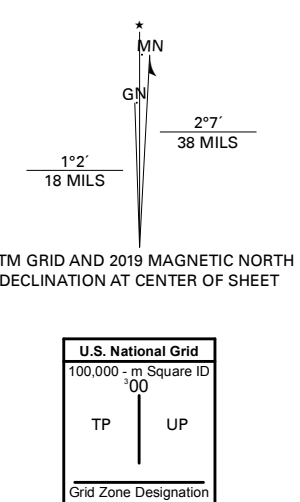 ★
MN
GN
2°7´
38 MILS
1°2´
18 MILS
TM GRID AND 2019 MAGNETIC NORTH
DECLINATION AT CENTER OF SHEET
U.S. National Grid
100,000 - m Square ID
³00
TP UP
Grid Zone Designation